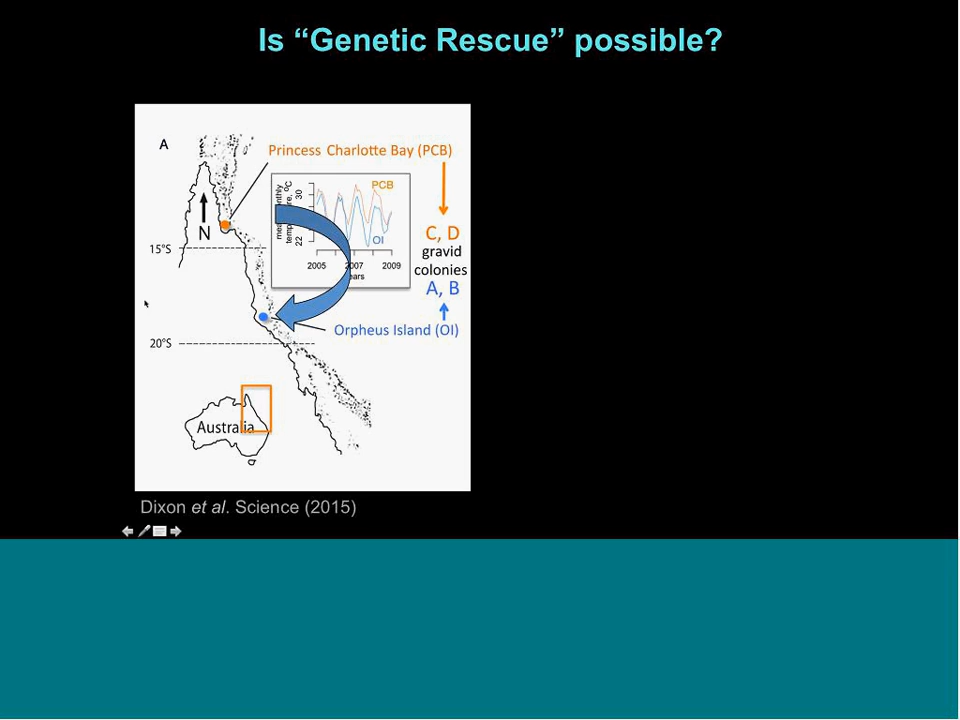 Is “Genetic Rescue” possible?
A
Princess Charlotte Bay (PCB)
PCB
30
22
OI
2005 2007 2009
N
C, D
gravid
colonies
A, B
15°S
Orpheus Island (OI)
20°S
Australia
Dixon et al. Science (2015)